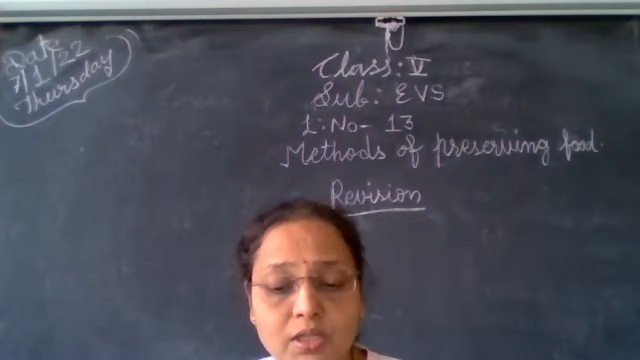 Date
7/1/22
Thursday
Class: V
Sub: EVS
L: No- 13
Methods of preserving food.
Revision